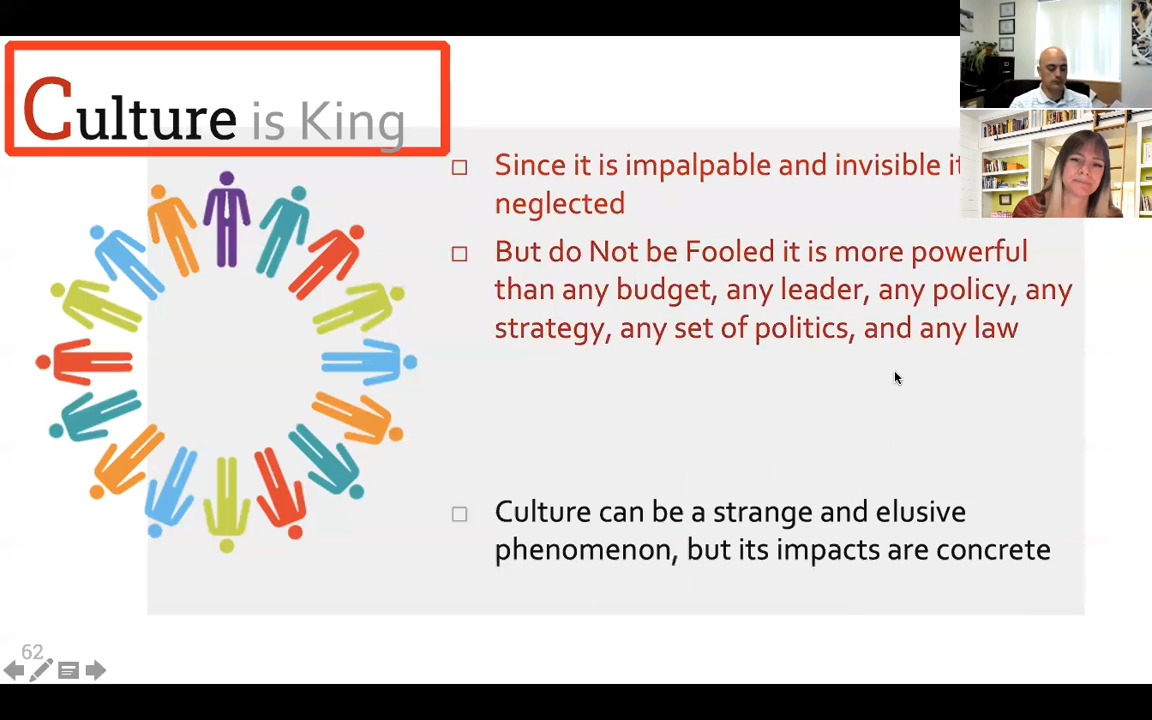 Culture is King
Since it is impalpable and invisible it
neglected
But do Not be Fooled it is more powerful
than any budget, any leader, any policy, any
strategy, any set of politics, and any law
Culture can be a strange and elusive
phenomenon, but its impacts are concrete
62